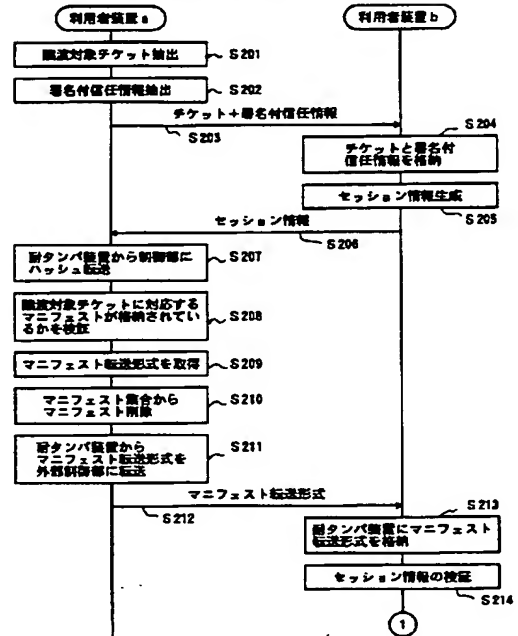 利用者装置a
利用者装置b
譲渡対象チケット抽出
S201
署名付信任情報抽出
S202
チケット+署名付信任情報
S203
S204
チケットと署名付
信任情報を格納
セッション情報生成
S205
セッション情報
S206
耐タンパ装置から制御部に
ハッシュ転送
S207
譲渡対象チケットに対応する
マニフェストが格納されてい
るかを検証
S208
マニフェスト転送形式を取得
S209
マニフェスト集合から
マニフェスト削除
S210
耐タンパ装置から
マニフェスト転送形式を
外部制御部に転送
S211
マニフェスト転送形式
S212
S213
耐タンパ装置にマニフェスト
転送形式を格納
セッション情報の検証
S214
1